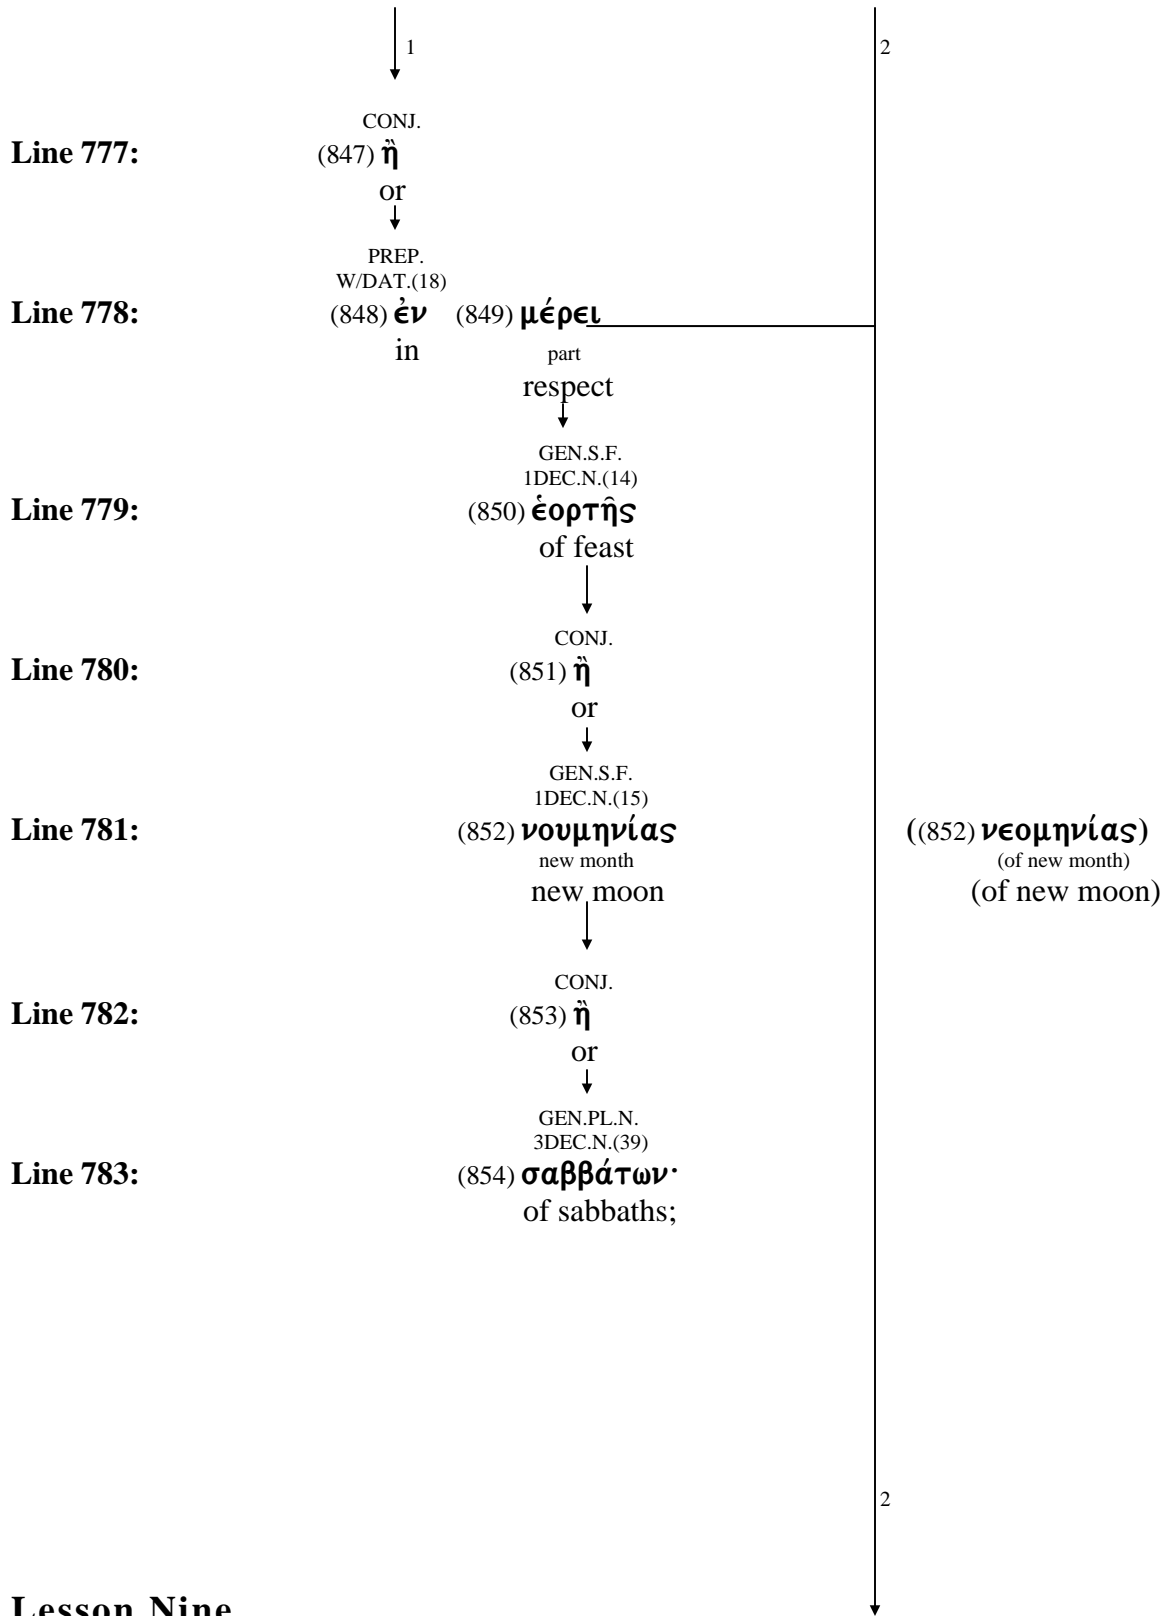 1 2
CONJ.
Line 777: (847) ἢ
or
PREP.
W/DAT.(18)
Line 778: (848) ἐν (849) μέρει
in part
respect
GEN.S.F.
1DEC.N.(14)
Line 779: (850) ἑορτῆς
of feast
CONJ.
Line 780: (851) ἢ
or
GEN.S.F.
1DEC.N.(15)
Line 781: (852) νουμηνίας ((852) νεομηνίας)
new month (of new month)
new moon (of new moon)
CONJ.
Line 782: (853) ἢ
or
GEN.PL.N.
3DEC.N.(39)
Line 783: (854) σαββάτων·
of sabbaths;
2
Lesson Nine